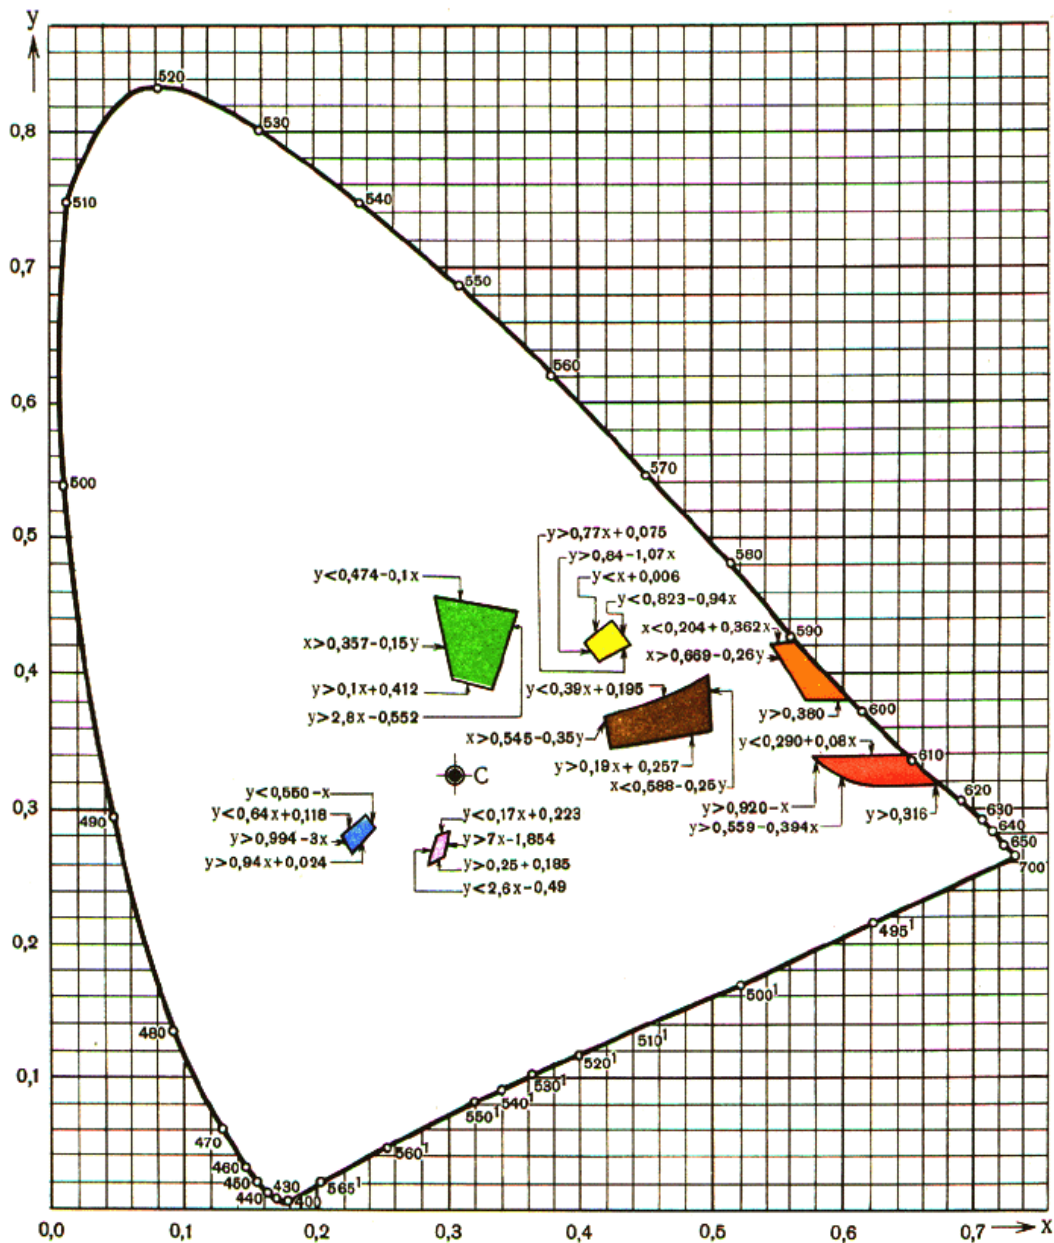 y
520
530
0,8
510
540
0,7
550
560
0,6
570
500
0,5
y>0,77x+0,075
580
y>0,84-1,07x
y<0,474-0,1x
y<x+0,006
y<0,823-0,94x
x<0,204+0,362x
590
x>0,357-0,15y
x>0,669-0,26y
0,4
y>0,1x+0,412
y<0,39x+0,195
y>0,380
600
y>2,8x-0,552
x>0,545-0,35y
y<0,290+0,08x
610
y>0,19x+0,257
C
x<0,588-0,25y
620
y<0,550-x
0,3
y>0,920-x
y>0,316
630
490
y<0,64x+0,118
y<0,17x+0,223
y>0,559-0,394x
640
y>0,994-3x
y>7x-1,854
650
y>0,94x+0,024
y>0,25+0,185
700
y<2,6x-0,49
0,2
495¹
500¹
480
510¹
0,1
520¹
530¹
540¹
550¹
470
560¹
460
450
430
565¹
440
400
0,0 0,1 0,2 0,3 0,4 0,5 0,6 0,7 x